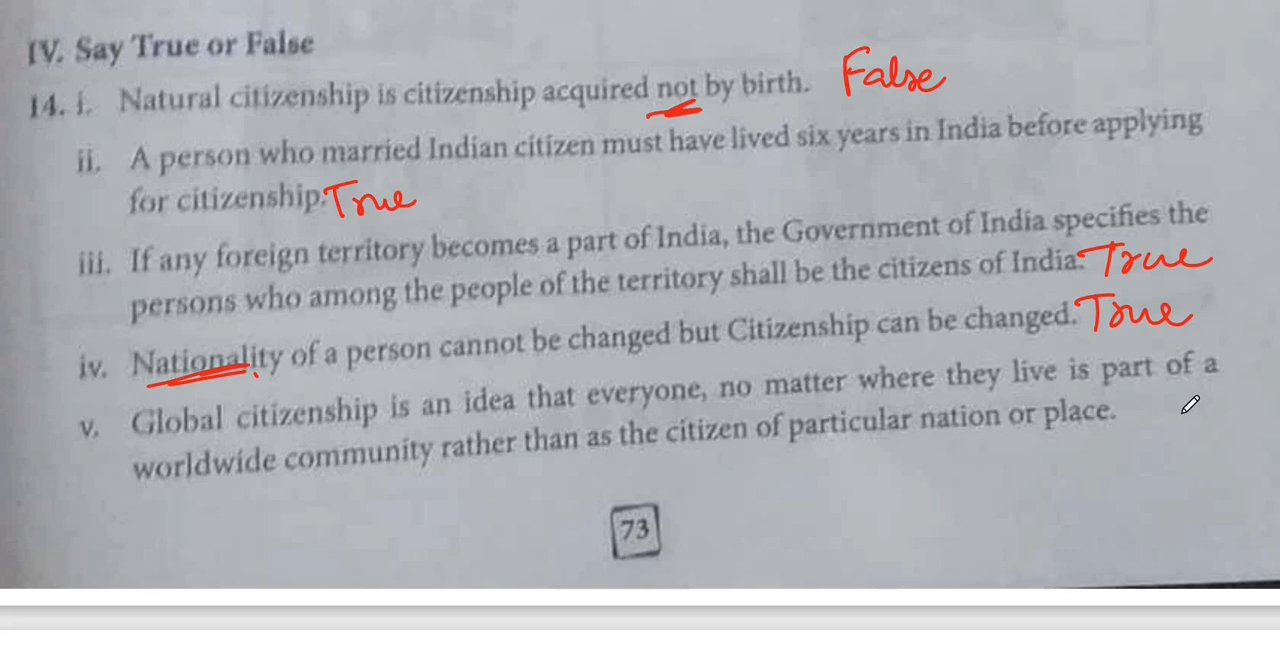 IV. Say True or False
14. i. Natural citizenship is citizenship acquired not by birth. False
ii. A person who married Indian citizen must have lived six years in India before applying
for citizenship. True
iii. If any foreign territory becomes a part of India, the Government of India specifies the
persons who among the people of the territory shall be the citizens of India. True
iv. Nationality of a person cannot be changed but Citizenship can be changed. True
v. Global citizenship is an idea that everyone, no matter where they live is part of a
worldwide community rather than as the citizen of particular nation or place.
73